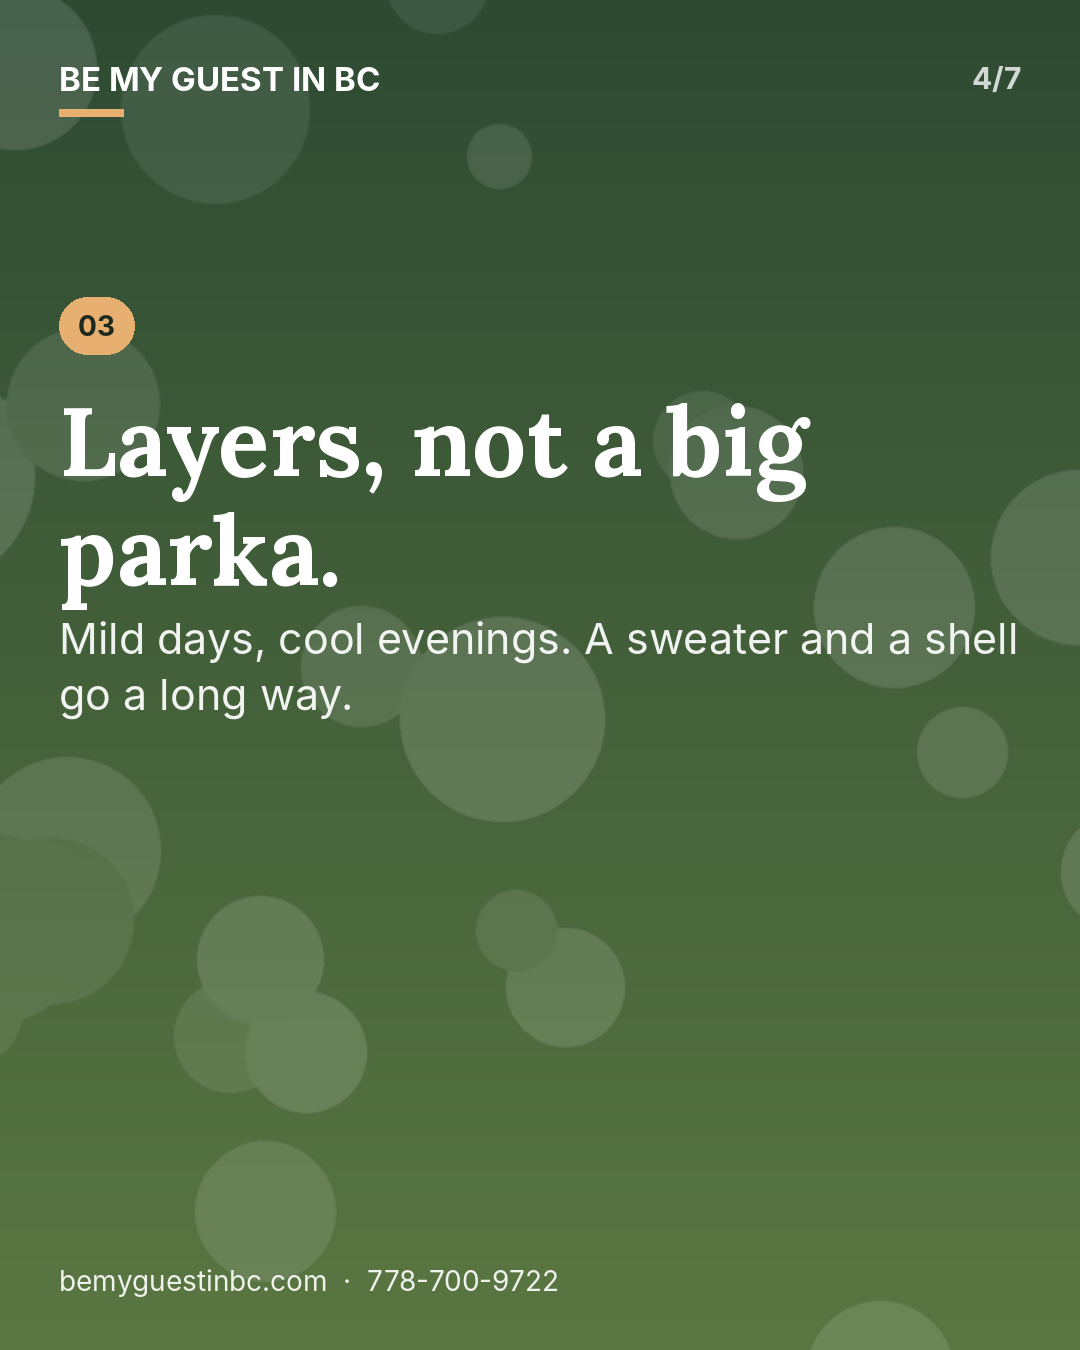 BE MY GUEST IN BC
4/7
03
Layers, not a big
parka.
Mild days, cool evenings. A sweater and a shell
go a long way.
bemyguestinbc.com · 778-700-9722